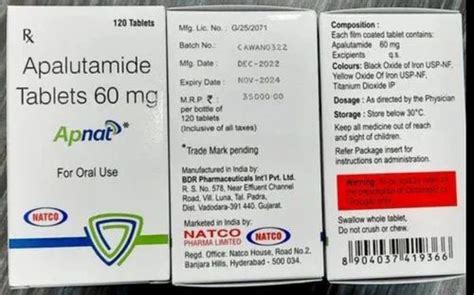 120 Tablets
Rx
Apalutamide
Tablets 60 mg
Apnat™*
For Oral Use
NATCO
Mfg. Lic. No. : G/25/2071
Batch No. : CAWAN0322
Mfg. Date : DEC-2022
Expiry Date : NOV-2024
M.R.P ₹ : 35000.00
per bottle of
120 tablets
(Inclusive of all taxes)
*Trade Mark pending
Manufactured in India by:
BDR Pharmaceuticals Int'l Pvt. Ltd.
R. S. No. 578, Near Effluent Channel
Road, Vill. Luna, Tal. Padra,
Dist. Vadodara-391 440. Gujarat.
Marketed in India by:
NATCO
PHARMA LIMITED
NATCO
Regd. Office: Natco House, Road No.2,
Banjara Hills, Hyderabad - 500 034.
Composition :
Each film coated tablet contains:
Apalutamide 60 mg
Excipients q.s.
Colours: Black Oxide of Iron USP-NF,
Yellow Oxide Of Iron USP-NF,
Titanium Dioxide IP
Dosage : As directed by the Physician
Storage : Store below 30°C.
Keep all medicine out of reach
and sight of children.
Refer Package insert for
instructions on administration.
Swallow whole tablet,
Do not crush or chew.
8 904037 419366